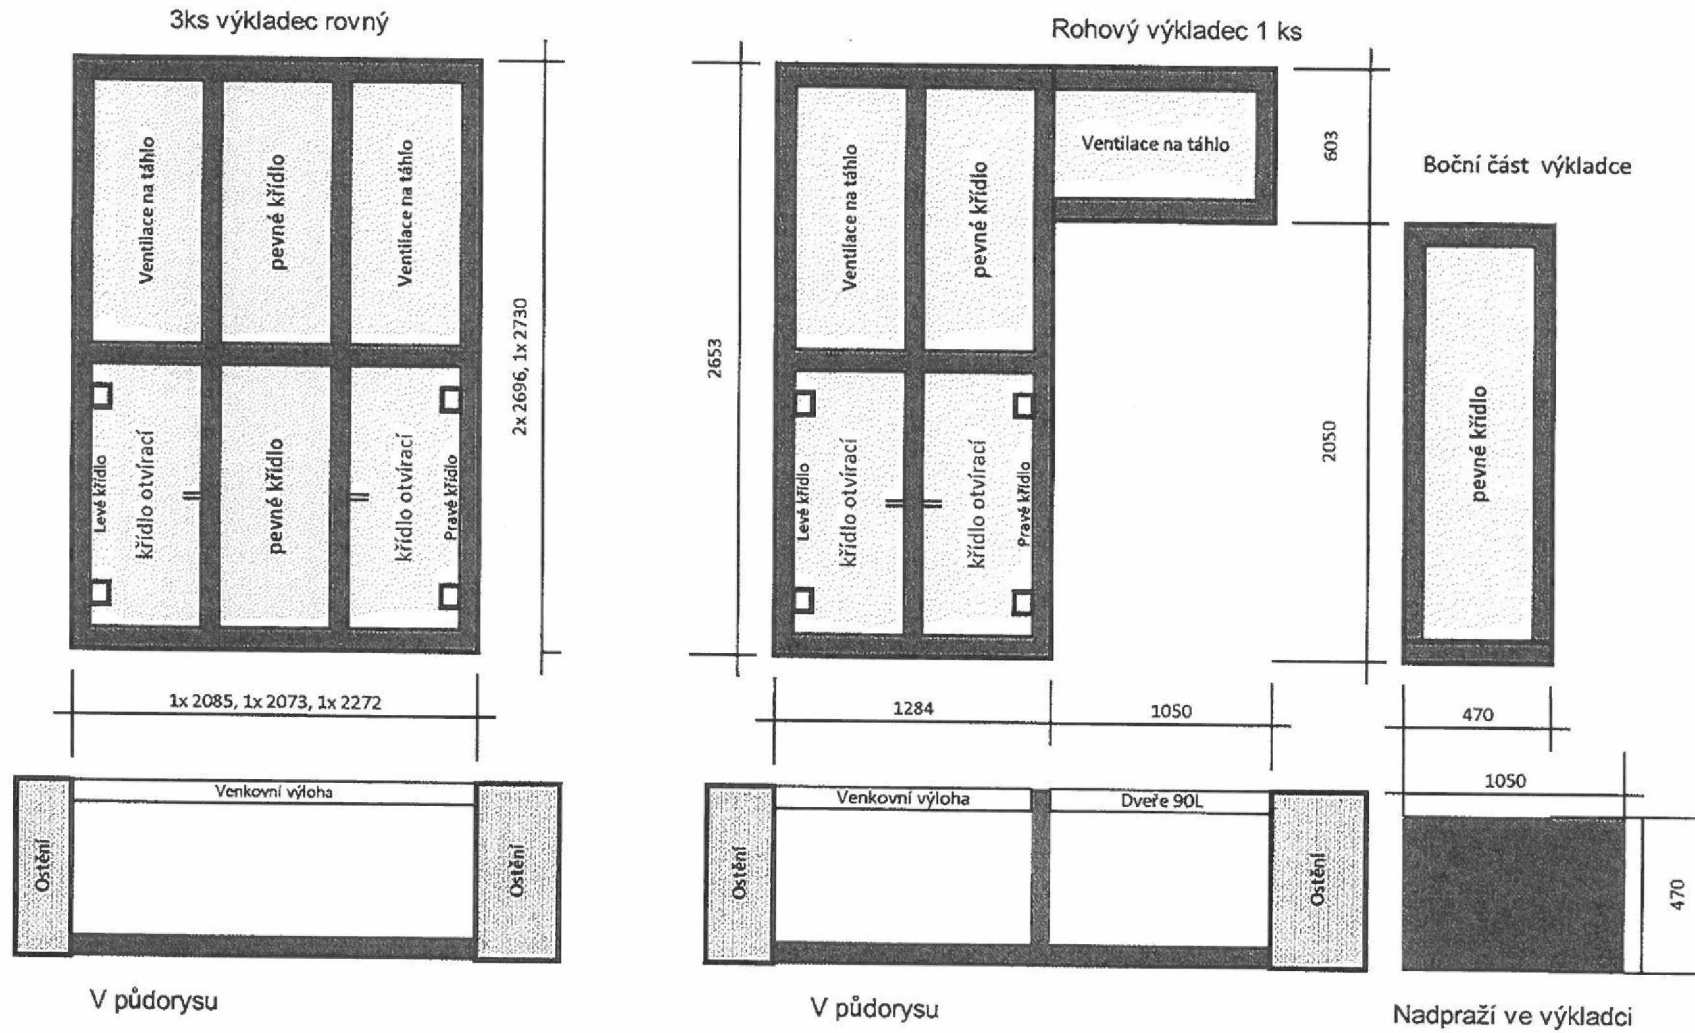 3ks výkladec rovný
Ventilace na táhlo
pevné křídlo
Ventilace na táhlo
Levé křídlo
křídlo otvírací
pevné křídlo
křídlo otvírací
Pravé křídlo
2x 2696, 1x 2730
1x 2085, 1x 2073, 1x 2272
Venkovní výloha
Ostění
Ostění
V půdorysu
Rohový výkladec 1 ks
2653
Ventilace na táhlo
pevné křídlo
Ventilace na táhlo
603
Levé křídlo
křídlo otvírací
křídlo otvírací
Pravé křídlo
2050
1284
1050
Venkovní výloha
Dveře 90L
Ostění
Ostění
V půdorysu
Boční část výkladce
pevné křídlo
470
1050
470
Nadpraží ve výkladci